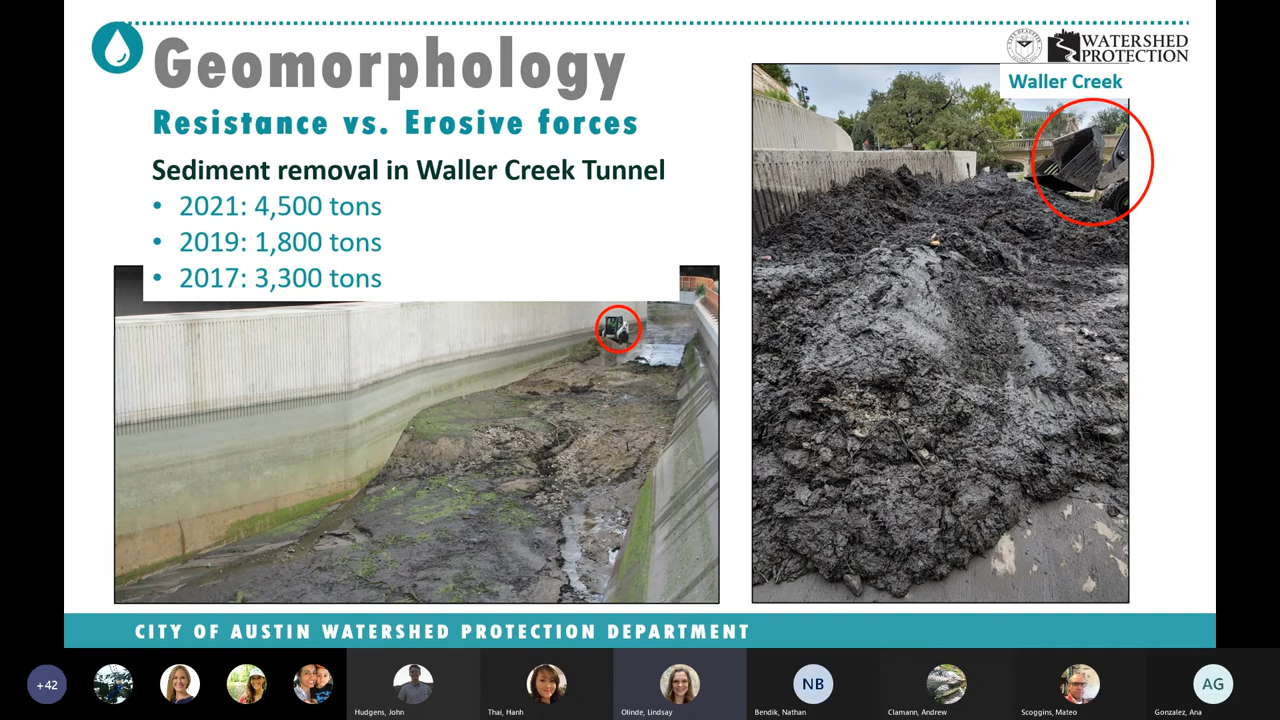 Geomorphology
Resistance vs. Erosive forces
WATERSHED
PROTECTION
Waller Creek
Sediment removal in Waller Creek Tunnel
• 2021: 4,500 tons
• 2019: 1,800 tons
• 2017: 3,300 tons
CITY OF AUSTIN WATERSHED PROTECTION DEPARTMENT
+42
NB
AG
Hudgens, John
Thai, Hanh
Olinde, Lindsay
Bendik, Nathan
Clamann, Andrew
Scoggins, Mateo
Gonzalez, Ana